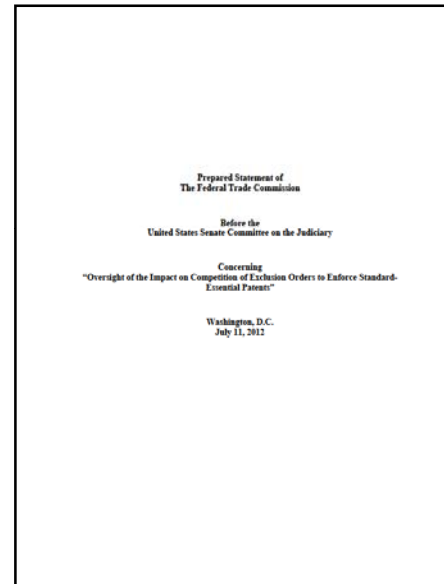 Prepared Statement of
The Federal Trade Commission
Before the
United States Senate Committee on the Judiciary
Concerning
“Oversight of the Impact on Competition of Exclusion Orders to Enforce Standard-
Essential Patents”
Washington, D.C.
July 11, 2012